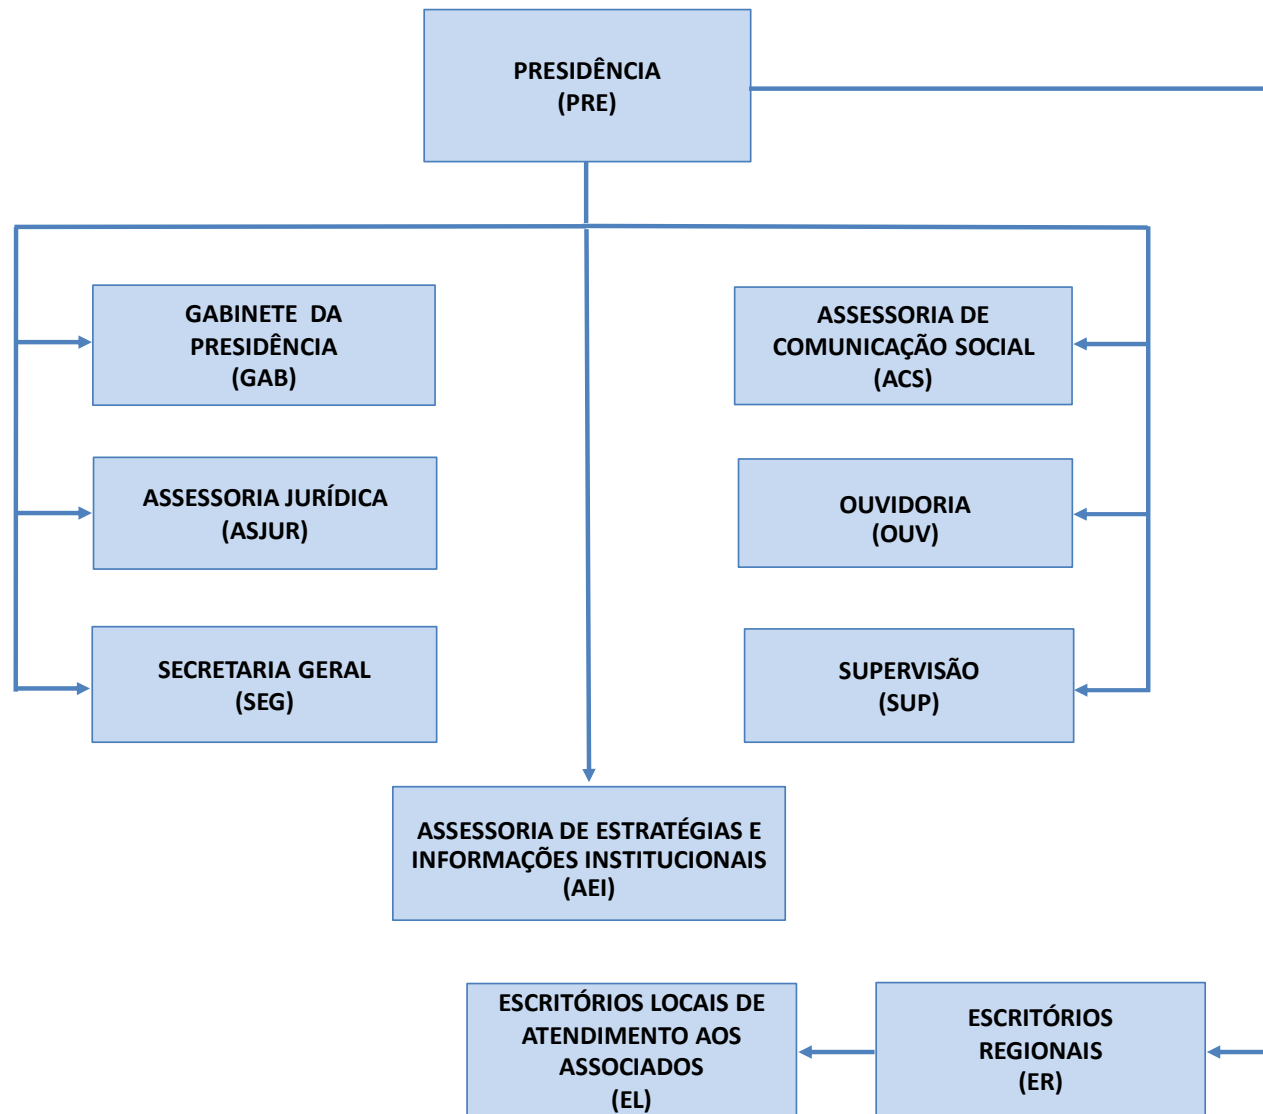 PRESIDÊNCIA
(PRE)
GABINETE DA
PRESIDÊNCIA
(GAB)
ASSESSORIA DE
COMUNICAÇÃO SOCIAL
(ACS)
ASSESSORIA JURÍDICA
(ASJUR)
OUVIDORIA
(OUV)
SECRETARIA GERAL
(SEG)
SUPERVISÃO
(SUP)
ASSESSORIA DE ESTRATÉGIAS E
INFORMAÇÕES INSTITUCIONAIS
(AEI)
ESCRITÓRIOS LOCAIS DE
ATENDIMENTO AOS
ASSOCIADOS
(EL)
ESCRITÓRIOS
REGIONAIS
(ER)